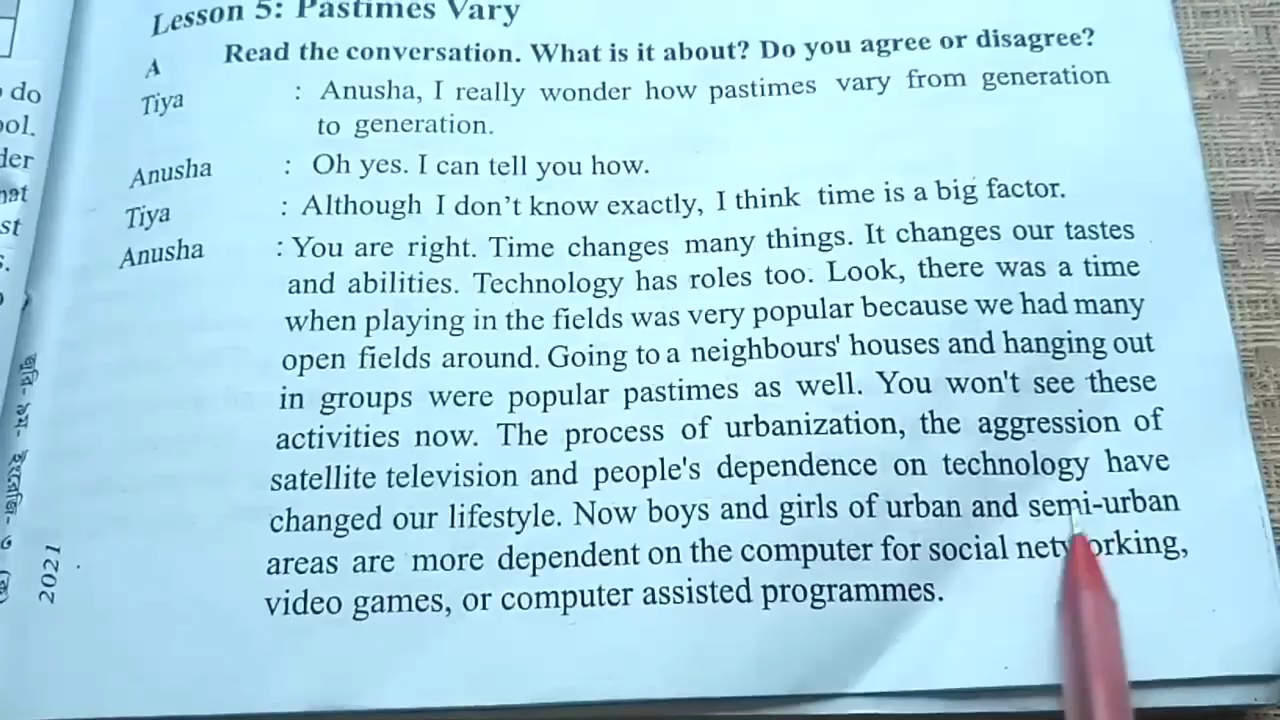 Lesson 5: Pastimes Vary
A Read the conversation. What is it about? Do you agree or disagree?
Tiya : Anusha, I really wonder how pastimes vary from generation
to generation.
Anusha : Oh yes. I can tell you how.
Tiya : Although I don't know exactly, I think time is a big factor.
Anusha : You are right. Time changes many things. It changes our tastes
and abilities. Technology has roles too. Look, there was a time
when playing in the fields was very popular because we had many
open fields around. Going to a neighbours' houses and hanging out
in groups were popular pastimes as well. You won't see these
activities now. The process of urbanization, the aggression of
satellite television and people's dependence on technology have
changed our lifestyle. Now boys and girls of urban and semi-urban
areas are more dependent on the computer for social networking,
video games, or computer assisted programmes.
do
2021